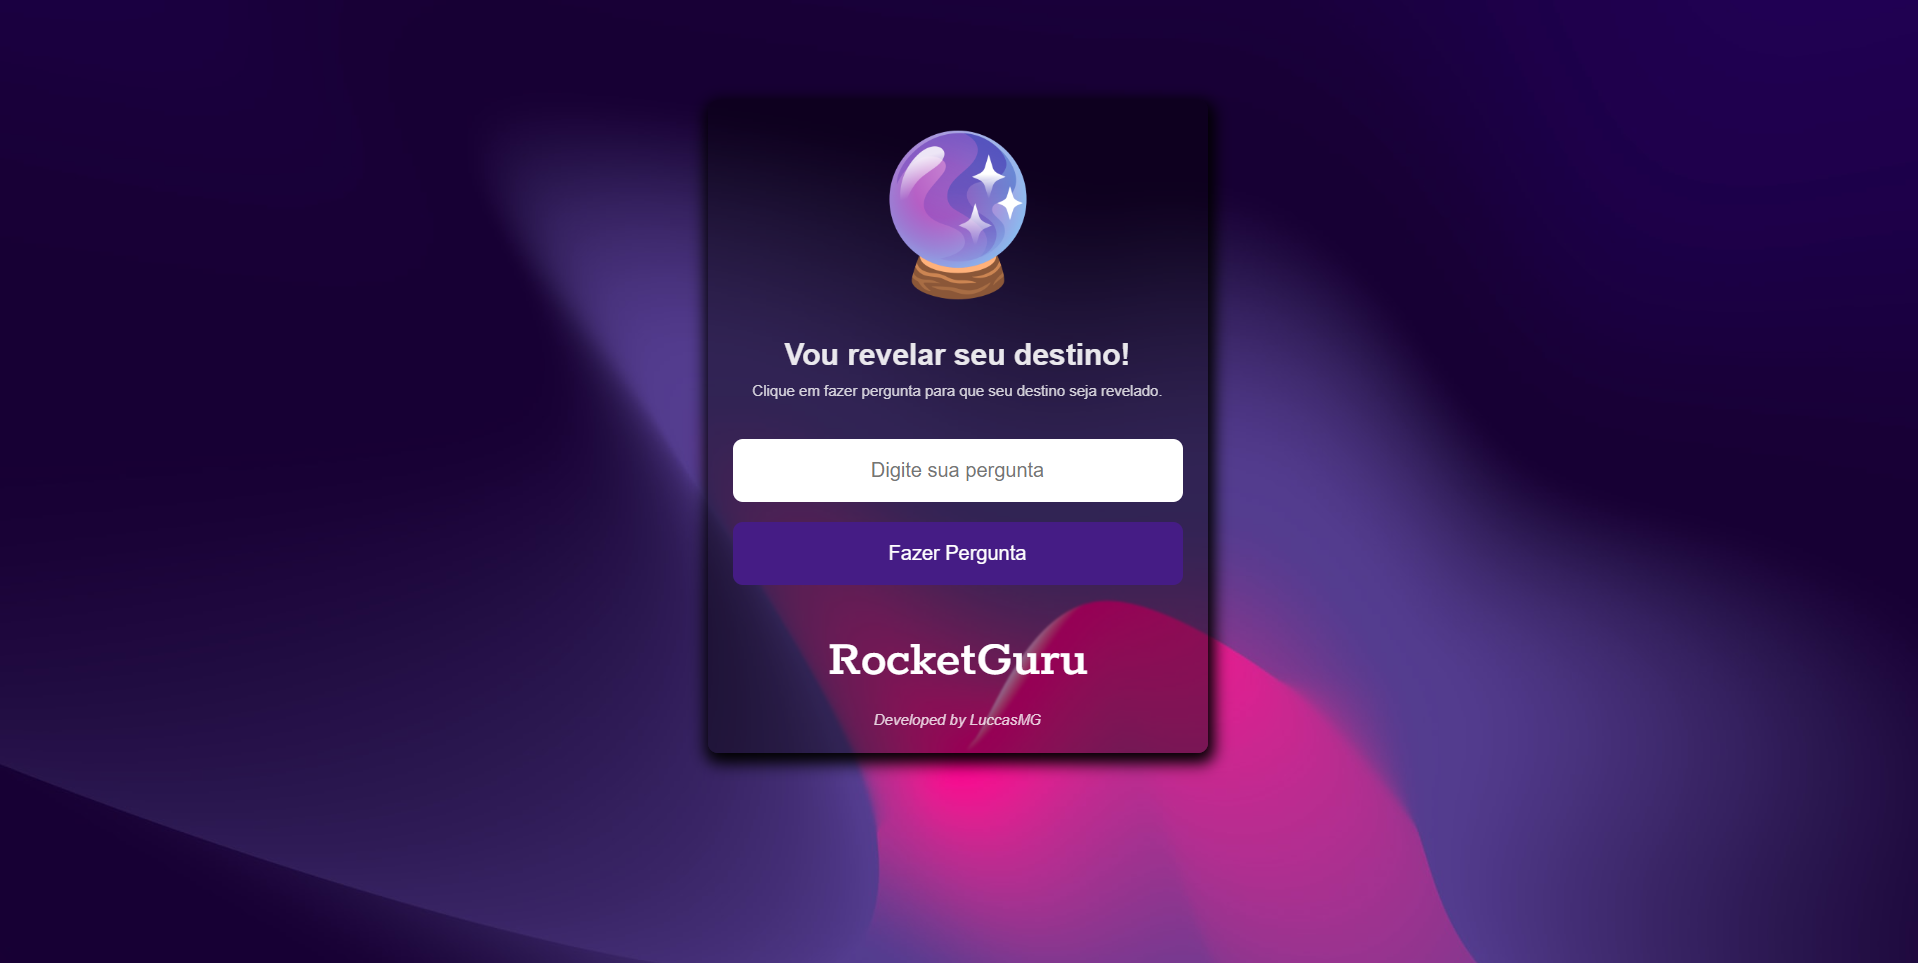 Vou revelar seu destino!
Clique em fazer pergunta para que seu destino seja revelado.
Digite sua pergunta
Fazer Pergunta
RocketGuru
Developed by LuccasMG